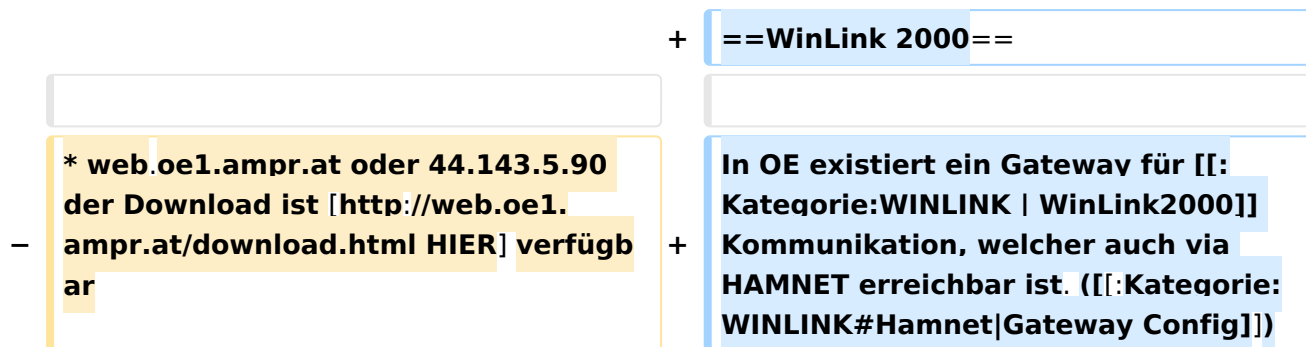 + ==WinLink 2000==
* web.oe1.ampr.at oder 44.143.5.90
der Download ist [http://web.oe1.
− ampr.at/download.html HIER] verfügb
ar
In OE existiert ein Gateway für [[:
Kategorie:WINLINK | WinLink2000]]
+ Kommunikation, welcher auch via
HAMNET erreichbar ist. ([[:Kategorie:
WINLINK#Hamnet|Gateway Config]])